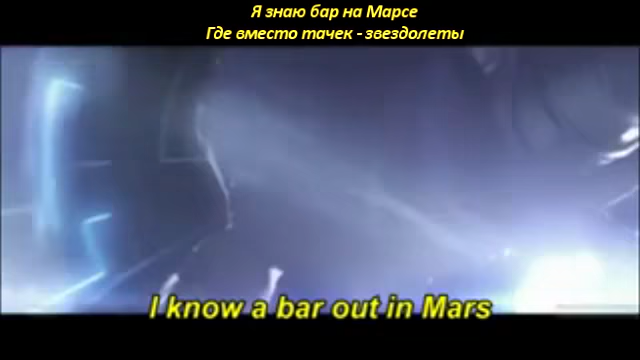 Я знаю бар на Марсе
Где вместо тачек - звездолеты
I know a bar out in Mars